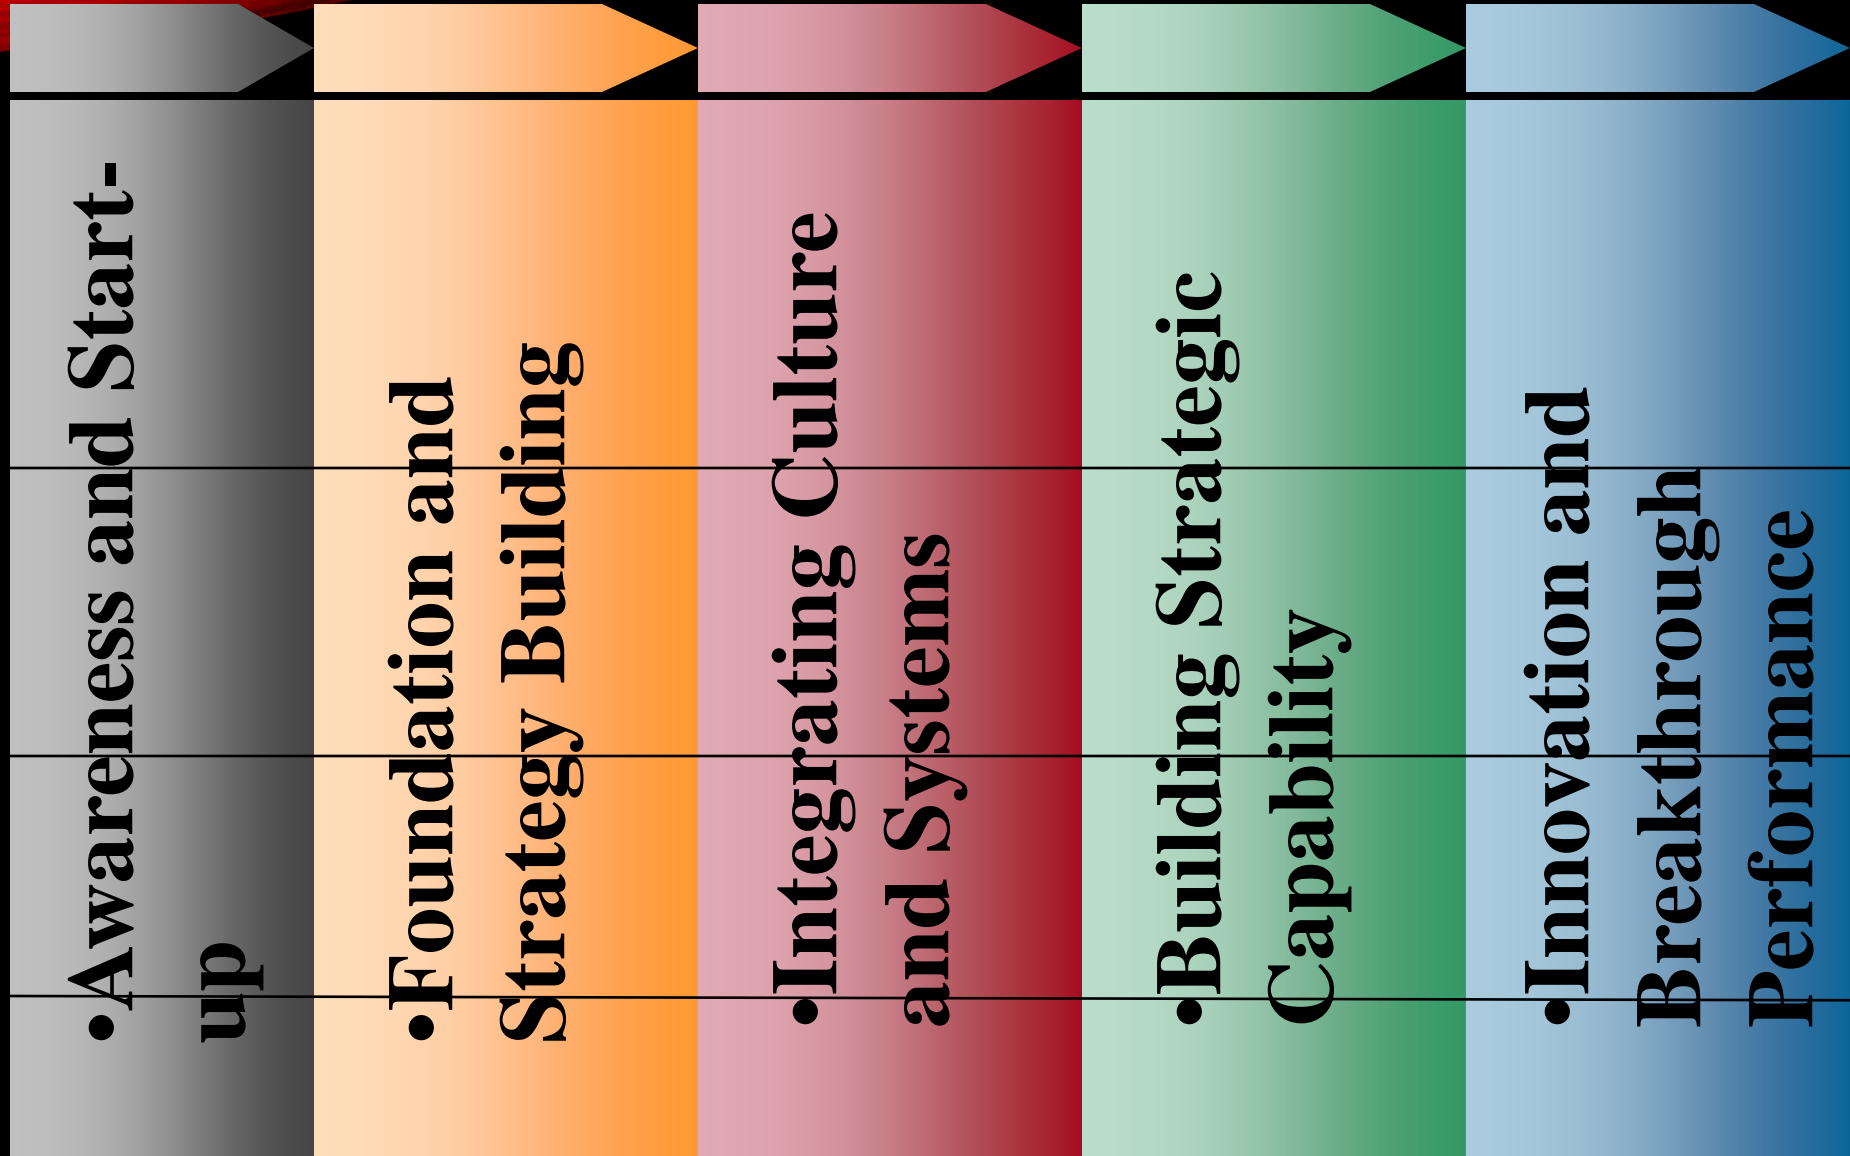 •Awareness and Start-
up
•Foundation and
Strategy Building
•Integrating Culture
and Systems
•Building Strategic
Capability
•Innovation and
Breakthrough
Performance